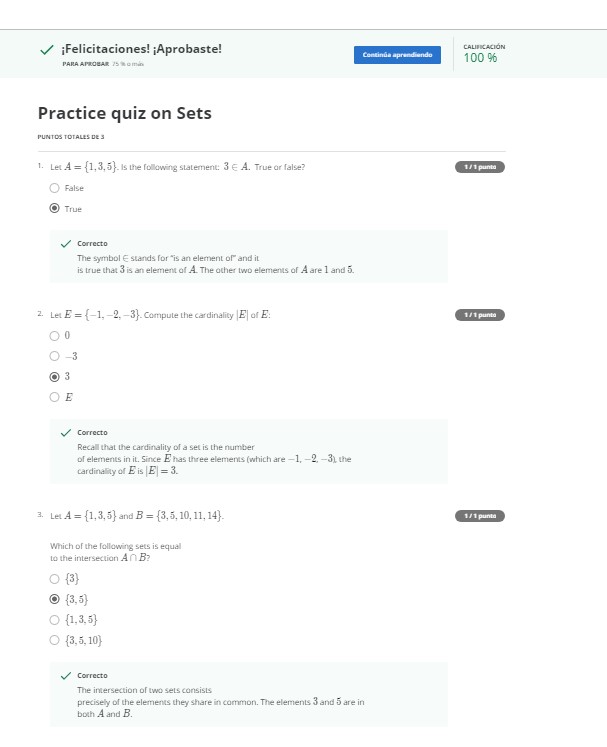 ¡Felicitaciones! ¡Aprobaste!
PARA APROBAR 75 % o más
Continúa aprendiendo
CALIFICACIÓN
100 %
Practice quiz on Sets
PUNTOS TOTALES DE 3
1. Let A = {1, 3, 5}. Is the following statement: 3 ∈ A. True or false?
1 / 1 punto
False
True
Correcto
The symbol ∈ stands for "is an element of" and it
is true that 3 is an element of A. The other two elements of A are 1 and 5.
2. Let E = {−1, −2, −3}. Compute the cardinality |E| of E:
1 / 1 punto
0
−3
3
E
Correcto
Recall that the cardinality of a set is the number
of elements in it. Since E has three elements (which are −1, −2, −3), the
cardinality of E is |E| = 3.
3. Let A = {1, 3, 5} and B = {3, 5, 10, 11, 14}.
1 / 1 punto
Which of the following sets is equal
to the intersection A ∩ B?
{3}
{3, 5}
{1, 3, 5}
{3, 5, 10}
Correcto
The intersection of two sets consists
precisely of the elements they share in common. The elements 3 and 5 are in
both A and B.